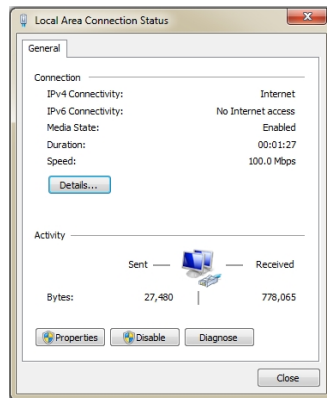 Local Area Connection Status
General
Connection
IPv4 Connectivity: Internet
IPv6 Connectivity: No Internet access
Media State: Enabled
Duration: 00:01:27
Speed: 100.0 Mbps
Details...
Activity
Sent Received
Bytes: 27,480 778,065
Properties Disable Diagnose
Close